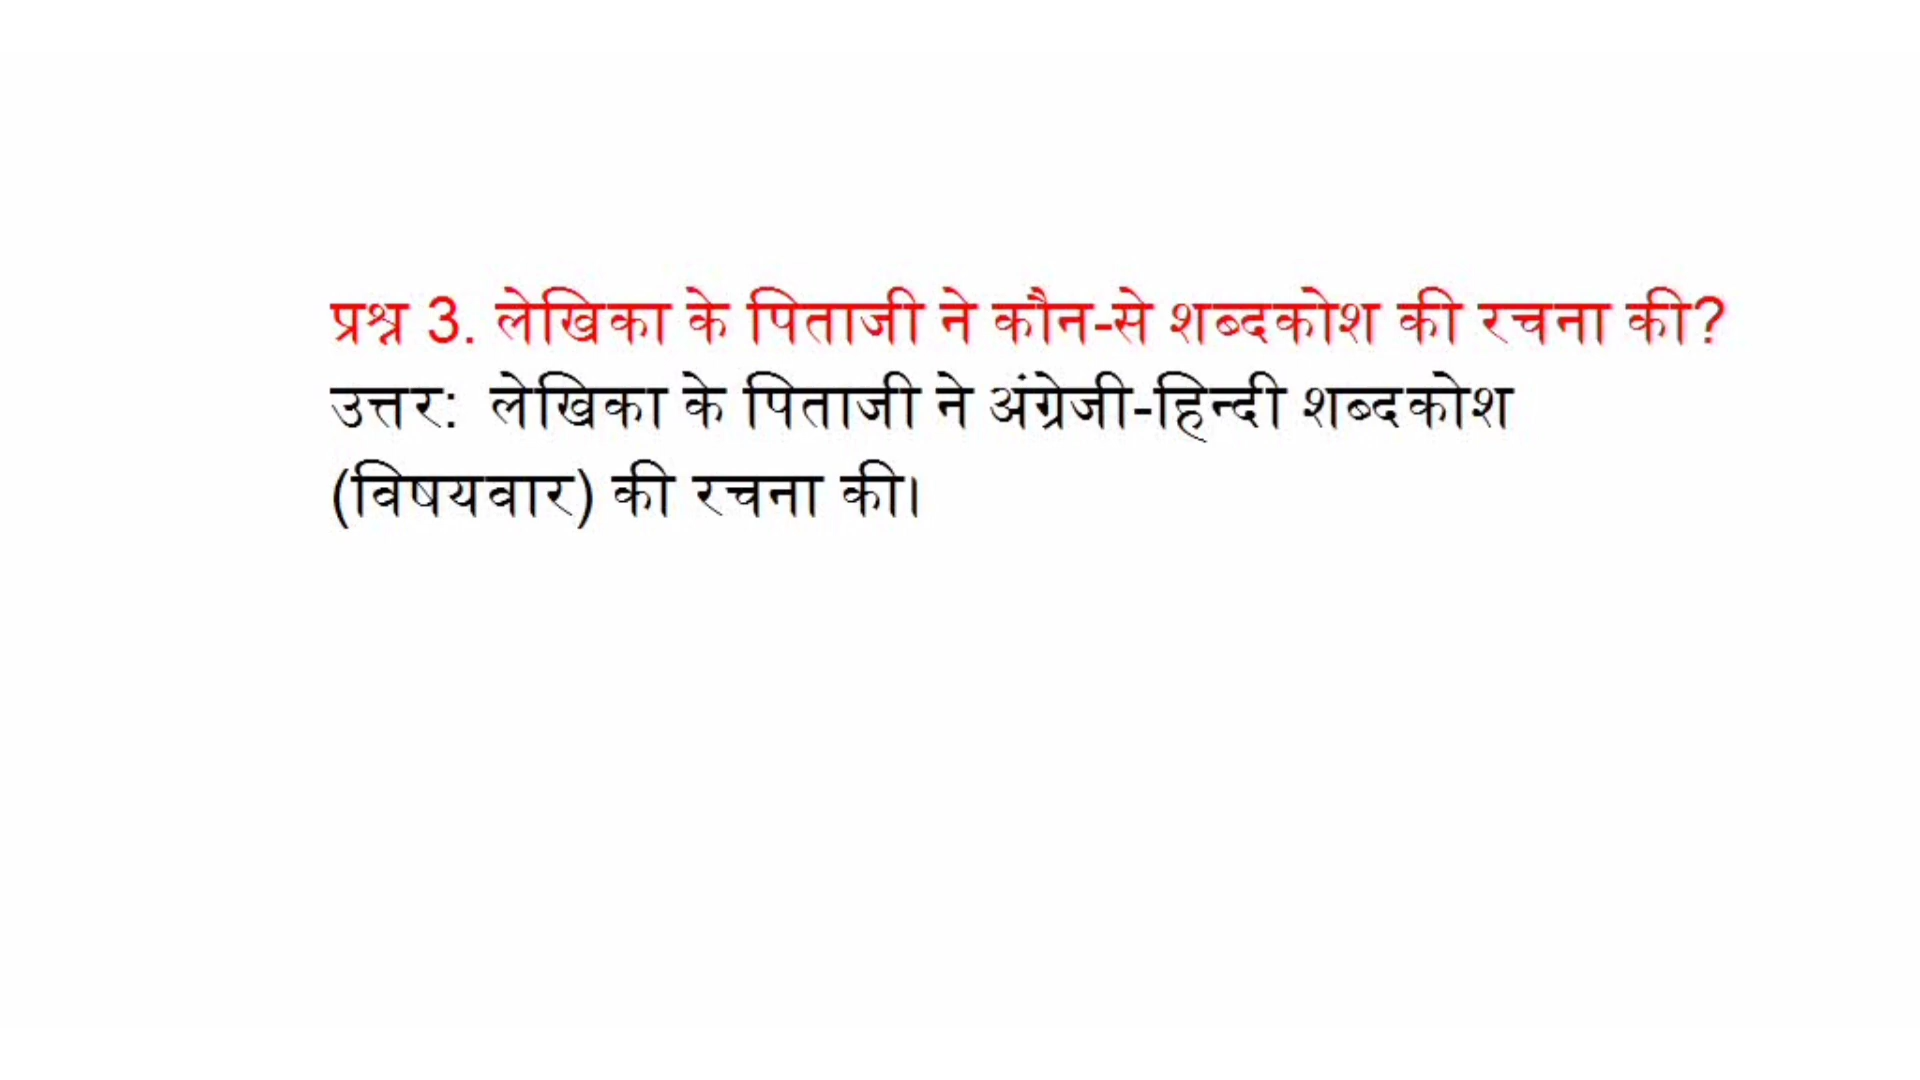 प्रश्न 3. लेखिका के पिताजी ने कौन-से शब्दकोश की रचना की?
उत्तर: लेखिका के पिताजी ने अंग्रेजी-हिन्दी शब्दकोश
(विषयवार) की रचना की।